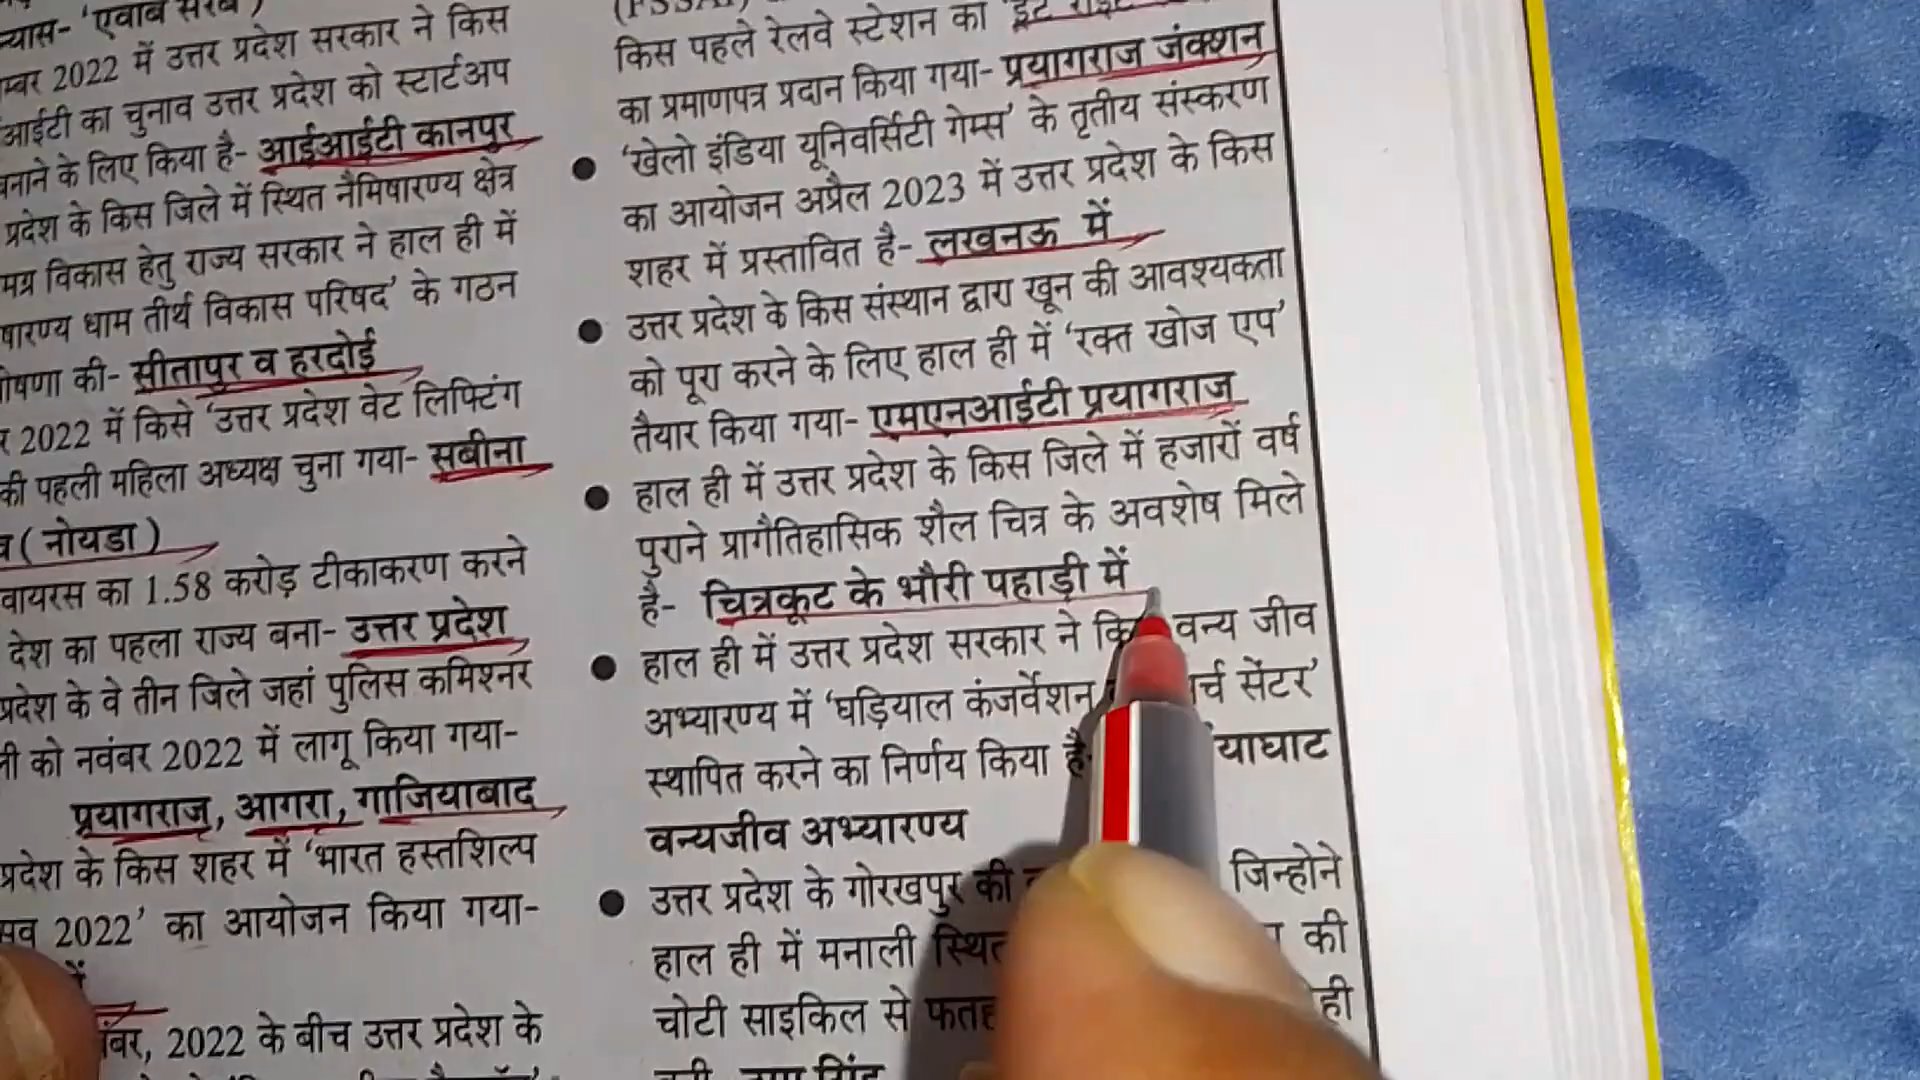 न्यास- 'एवाब सरब')
म्बर 2022 में उत्तर प्रदेश सरकार ने किस
आईटी का चुनाव उत्तर प्रदेश को स्टार्टअप
बनाने के लिए किया है- आईआईटी कानपुर
प्रदेश के किस जिले में स्थित नैमिषारण्य क्षेत्र
मग्र विकास हेतु राज्य सरकार ने हाल ही में
षारण्य धाम तीर्थ विकास परिषद' के गठन
ोषणा की- सीतापुर व हरदोई
र 2022 में किसे 'उत्तर प्रदेश वेट लिफ्टिंग
की पहली महिला अध्यक्ष चुना गया- सबीना
व (नोयडा)
वायरस का 1.58 करोड़ टीकाकरण करने
देश का पहला राज्य बना- उत्तर प्रदेश
प्रदेश के वे तीन जिले जहां पुलिस कमिश्नर
ी को नवंबर 2022 में लागू किया गया-
प्रयागराज, आगरा, गाजियाबाद
प्रदेश के किस शहर में 'भारत हस्तशिल्प
सव 2022' का आयोजन किया गया-
में
वंबर, 2022 के बीच उत्तर प्रदेश के
(FSSAI)
किस पहले रेलवे स्टेशन का 'ईट राइट
का प्रमाणपत्र प्रदान किया गया- प्रयागराज जंक्शन
● 'खेलो इंडिया यूनिवर्सिटी गेम्स' के तृतीय संस्करण
का आयोजन अप्रैल 2023 में उत्तर प्रदेश के किस
शहर में प्रस्तावित है- लखनऊ में
● उत्तर प्रदेश के किस संस्थान द्वारा खून की आवश्यकता
को पूरा करने के लिए हाल ही में 'रक्त खोज एप'
तैयार किया गया- एमएनआईटी प्रयागराज
● हाल ही में उत्तर प्रदेश के किस जिले में हजारों वर्ष
पुराने प्रागैतिहासिक शैल चित्र के अवशेष मिले
है- चित्रकूट के भौरी पहाड़ी में
● हाल ही में उत्तर प्रदेश सरकार ने कि वन्य जीव
अभ्यारण्य में 'घड़ियाल कंजर्वेशन र्च सेंटर'
स्थापित करने का निर्णय किया है- याघाट
वन्यजीव अभ्यारण्य
● उत्तर प्रदेश के गोरखपुर की जिन्होने
हाल ही में मनाली स्थित की
चोटी साइकिल से फतह ही